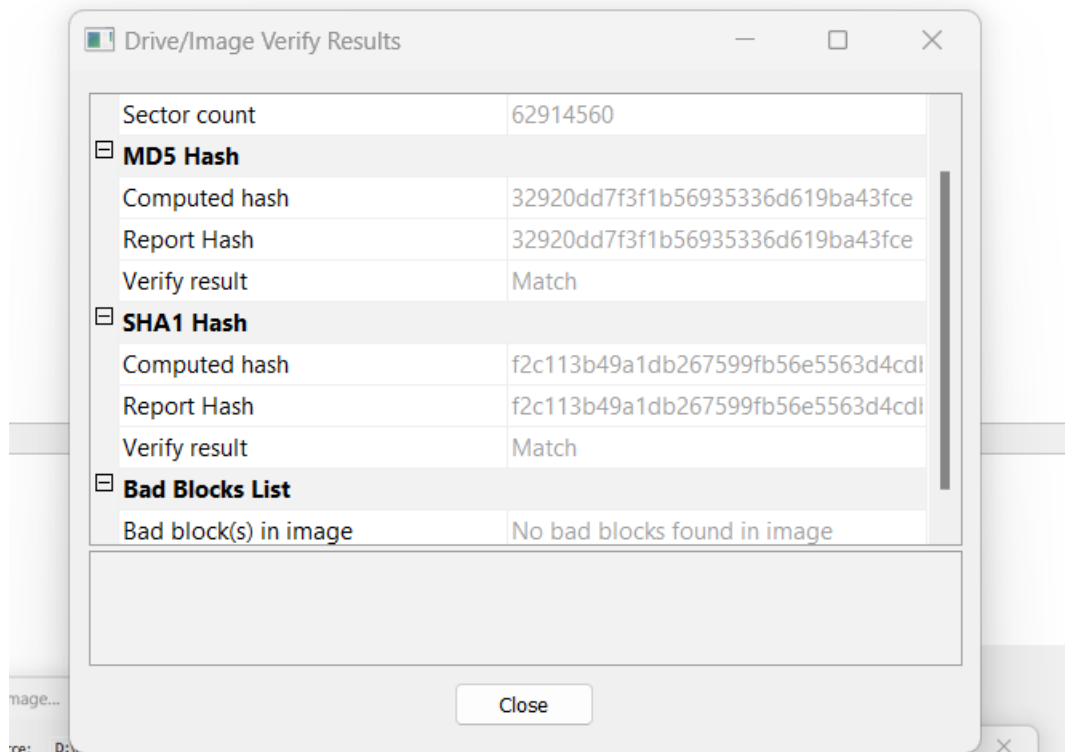 Drive/Image Verify Results
Sector count 62914560
MD5 Hash
Computed hash 32920dd7f3f1b56935336d619ba43fce
Report Hash 32920dd7f3f1b56935336d619ba43fce
Verify result Match
SHA1 Hash
Computed hash f2c113b49a1db267599fb56e5563d4cd
Report Hash f2c113b49a1db267599fb56e5563d4cd
Verify result Match
Bad Blocks List
Bad block(s) in image No bad blocks found in image
Close
mage...
rce: D:\